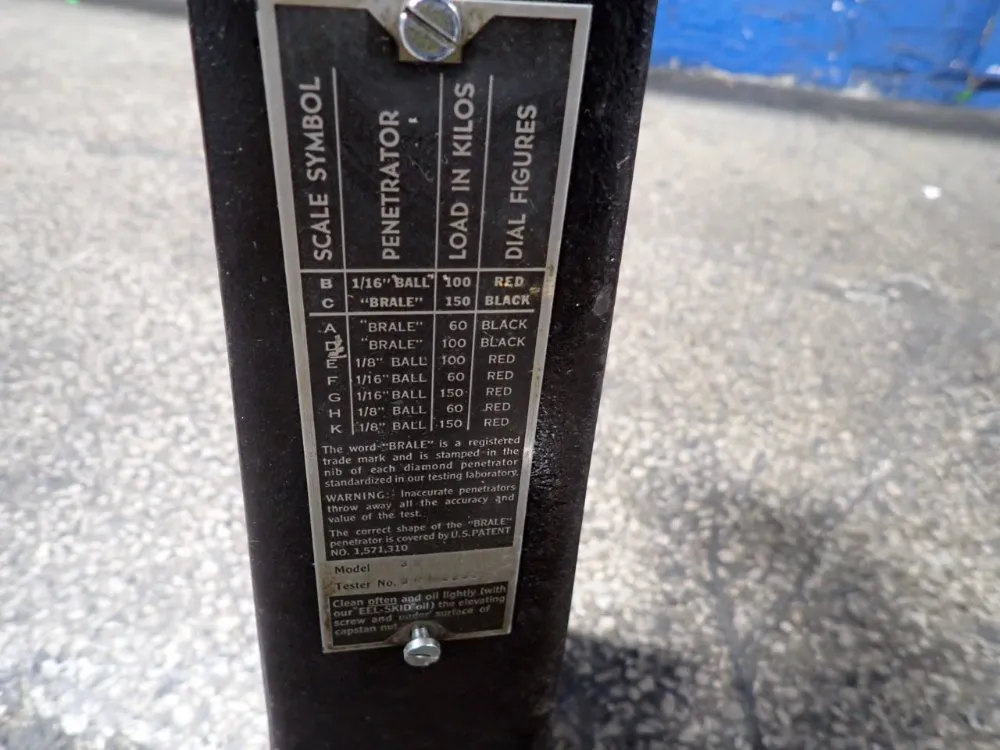 SCALE SYMBOL PENETRATOR LOAD IN KILOS DIAL FIGURES
B 1/16" BALL 100 RED
C "BRALE" 150 BLACK
A "BRALE" 60 BLACK
D "BRALE" 100 BLACK
E 1/8" BALL 100 RED
F 1/16" BALL 60 RED
G 1/16" BALL 150 RED
H 1/8" BALL 60 RED
K 1/8" BALL 150 RED
The word "BRALE" is a registered
trade mark and is stamped in the
nib of each diamond penetrator
standardized in our testing laboratory.
WARNING: Inaccurate penetrators
throw away all the accuracy and
value of the test.
The correct shape of the "BRALE"
penetrator is covered by U.S. PATENT
NO. 1,571,310
Model
Tester No.
Clean often and oil lightly (with
our "EEL-SKID" oil) the elevating
screw and under surface of
capstan nut